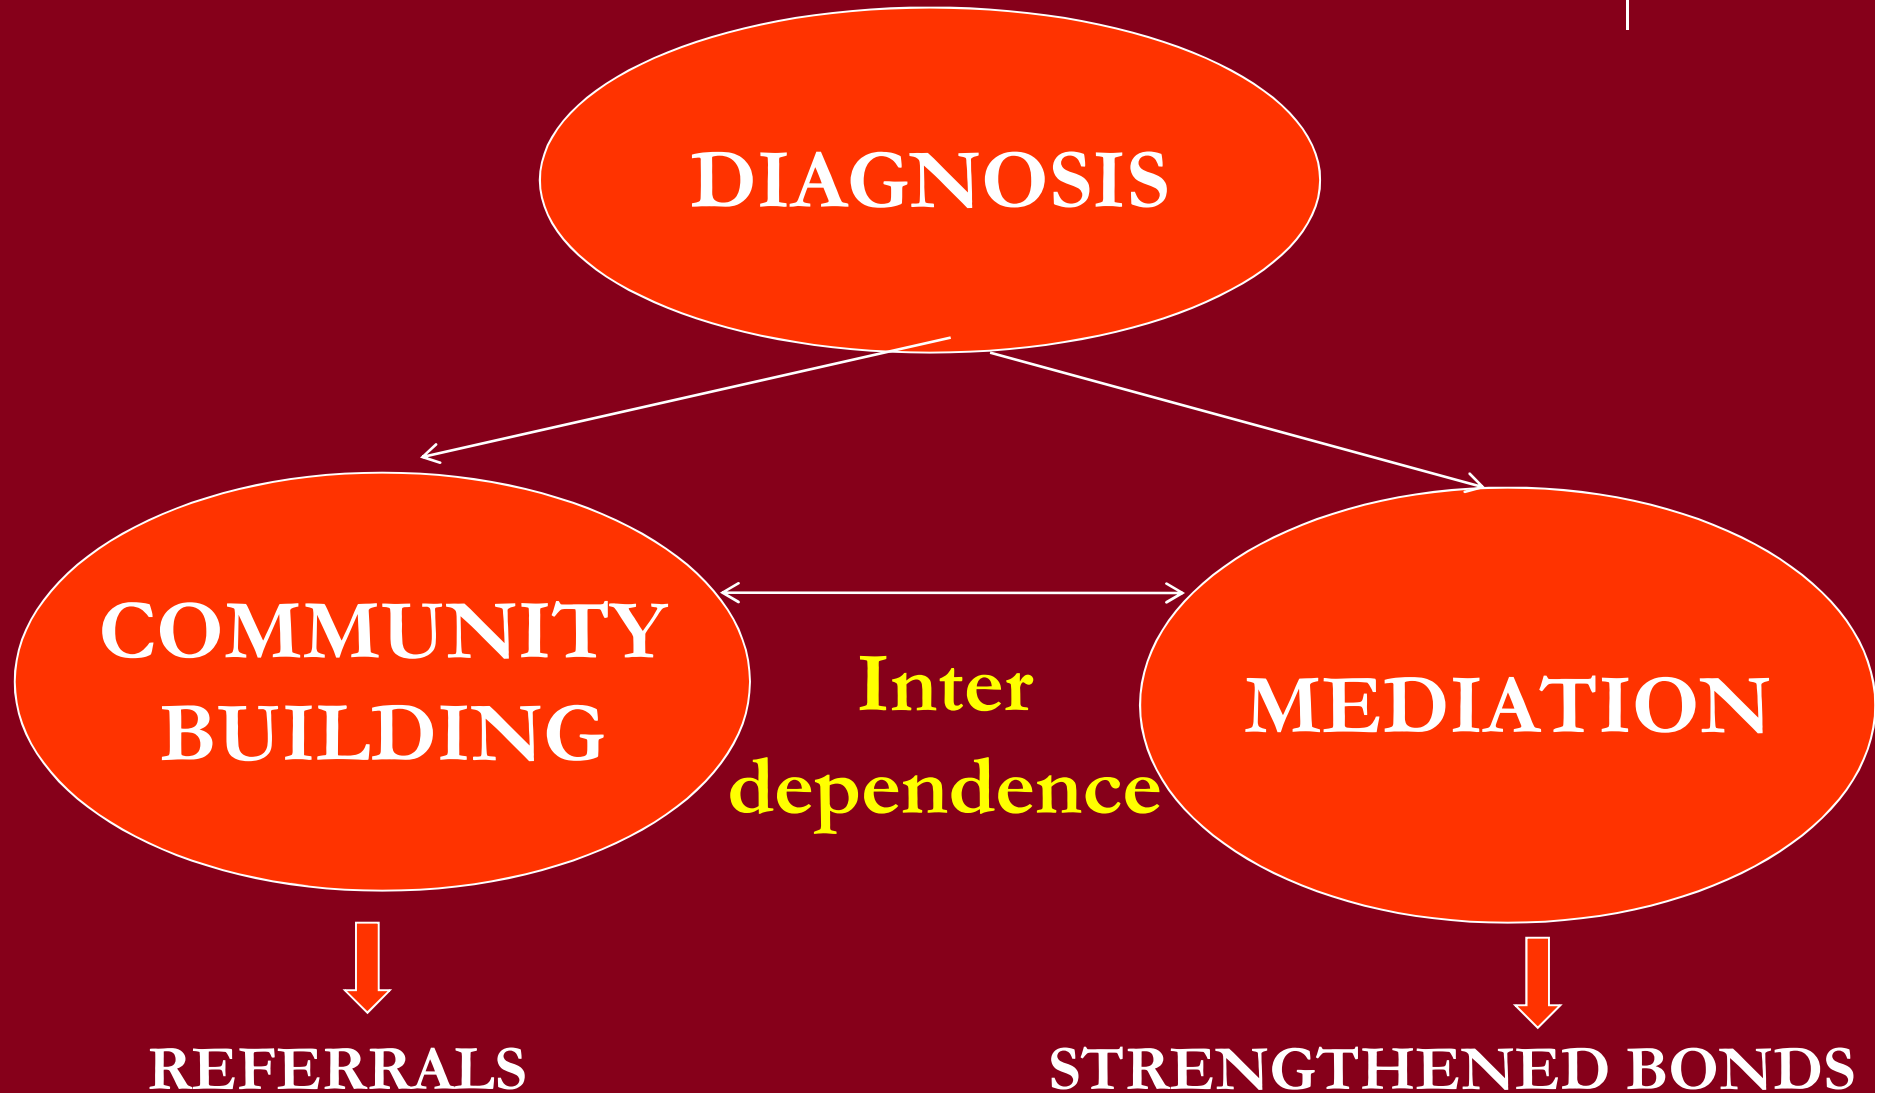 DIAGNOSIS
COMMUNITY
BUILDING
Inter
dependence
MEDIATION
REFERRALS
STRENGTHENED BONDS